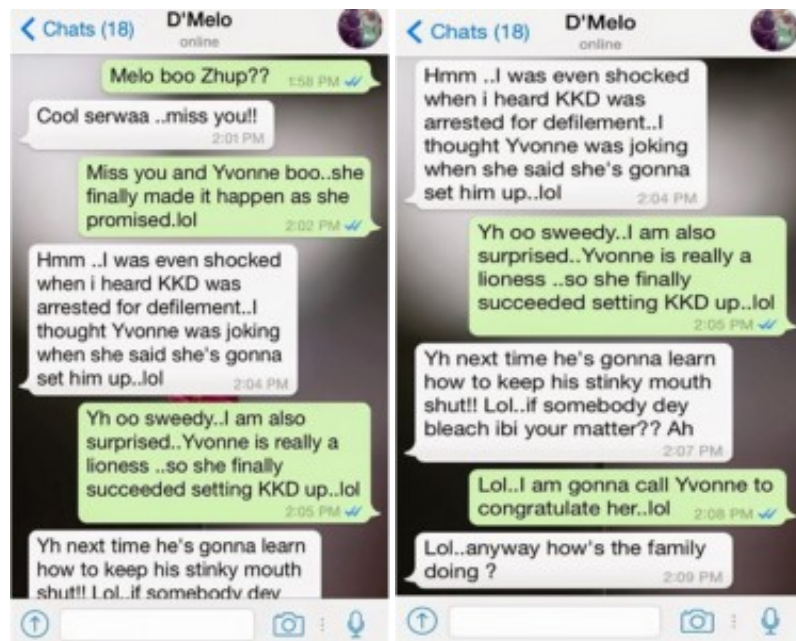 Chats (18)
D'Melo
online
Melo boo Zhup??
1:58 PM
Cool serwaa ..miss you!!
2:01 PM
Miss you and Yvonne boo..she
finally made it happen as she
promised.lol
2:02 PM
Hmm ..I was even shocked
when i heard KKD was
arrested for defilement..I
thought Yvonne was joking
when she said she's gonna
set him up..lol
2:04 PM
Yh oo sweedy..I am also
surprised..Yvonne is really a
lioness ..so she finally
succeeded setting KKD up..lol
2:05 PM
Yh next time he's gonna learn
how to keep his stinky mouth
shut!! Lol..if somebody dey
Chats (18)
D'Melo
online
Hmm ..I was even shocked
when i heard KKD was
arrested for defilement..I
thought Yvonne was joking
when she said she's gonna
set him up..lol
2:04 PM
Yh oo sweedy..I am also
surprised..Yvonne is really a
lioness ..so she finally
succeeded setting KKD up..lol
2:05 PM
Yh next time he's gonna learn
how to keep his stinky mouth
shut!! Lol..if somebody dey
bleach ibi your matter?? Ah
2:07 PM
Lol..I am gonna call Yvonne to
congratulate her..lol
2:08 PM
Lol..anyway how's the family
doing ?
2:09 PM